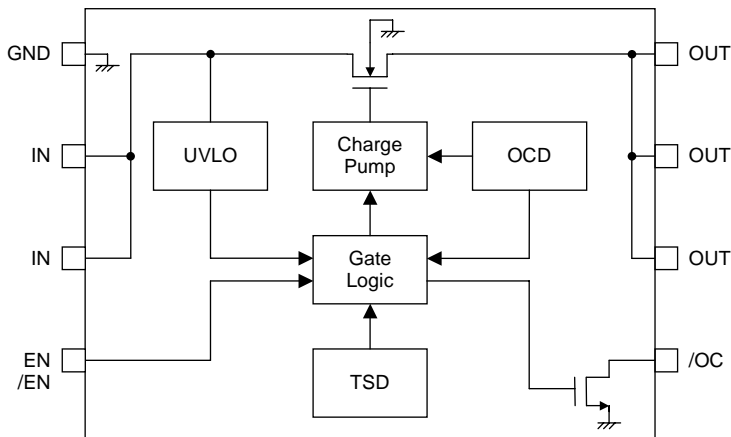 GND
OUT
IN
UVLO
Charge
Pump
OCD
OUT
IN
Gate
Logic
OUT
EN
/EN
TSD
/OC